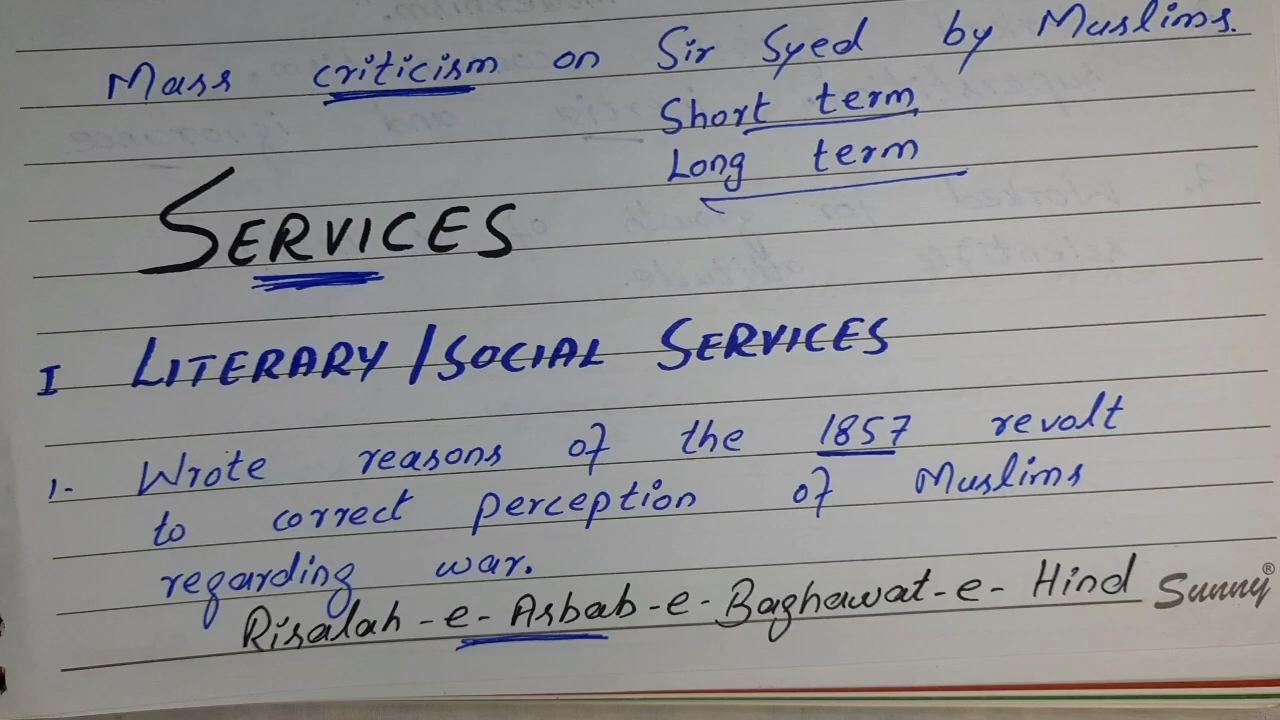 Mass criticism on Sir Syed by Muslims.
Short term
Long term
SERVICES
I LITERARY/SOCIAL SERVICES
1- Wrote reasons of the 1857 revolt
to correct perception of Muslims
regarding war.
Risalah-e-Asbab-e-Baghawat-e-Hind
Sunny®